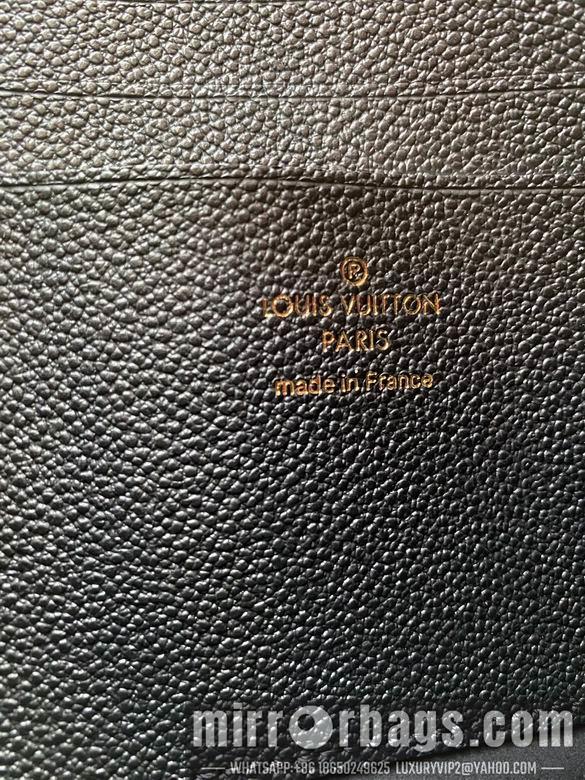 ®
LOUIS VUITTON
PARIS
made in France
mirrorbags.com
WHATSAPP:+86 18650249625 LUXURYVIP2@YAHOO.COM